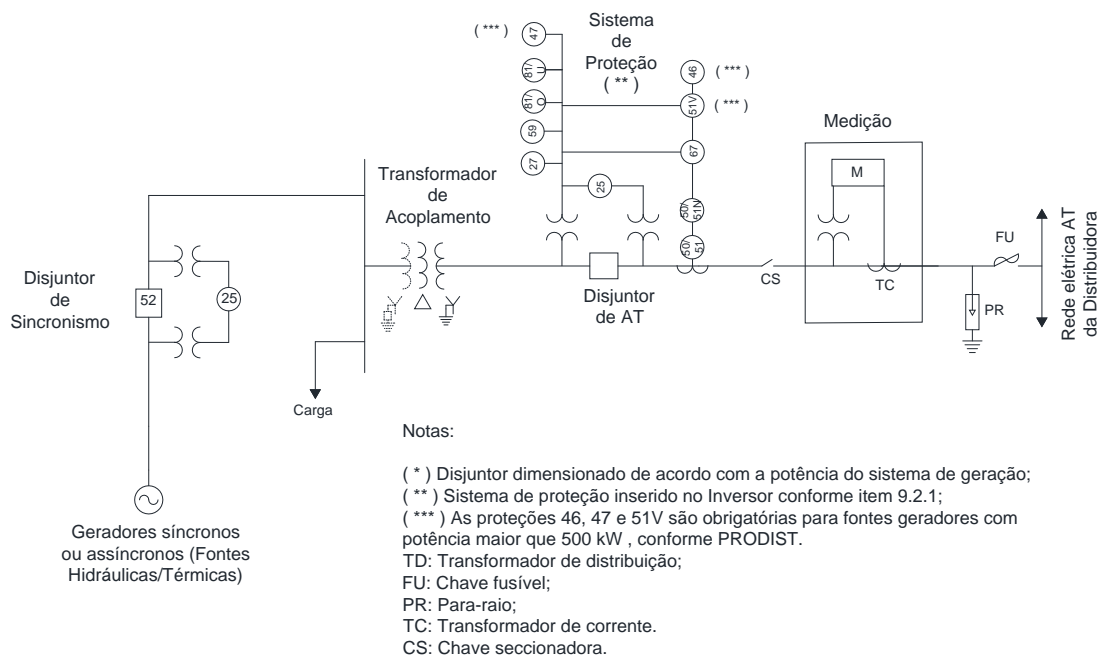 ( *** )
47
81/
U
81/
O
59
27
Sistema
de
Proteção
( ** )
46
( *** )
51V
( *** )
67
25
50/
51N
50/
51
Medição
M
TC
CS
FU
PR
Rede elétrica AT
da Distribuidora
Transformador
de
Acoplamento
Disjuntor
de AT
Disjuntor
de
Sincronismo
52
25
Carga
Geradores síncronos
ou assíncronos (Fontes
Hidráulicas/Térmicas)
Notas:
( * ) Disjuntor dimensionado de acordo com a potência do sistema de geração;
( ** ) Sistema de proteção inserido no Inversor conforme item 9.2.1;
( *** ) As proteções 46, 47 e 51V são obrigatórias para fontes geradores com
potência maior que 500 kW , conforme PRODIST.
TD: Transformador de distribuição;
FU: Chave fusível;
PR: Para-raio;
TC: Transformador de corrente.
CS: Chave seccionadora.